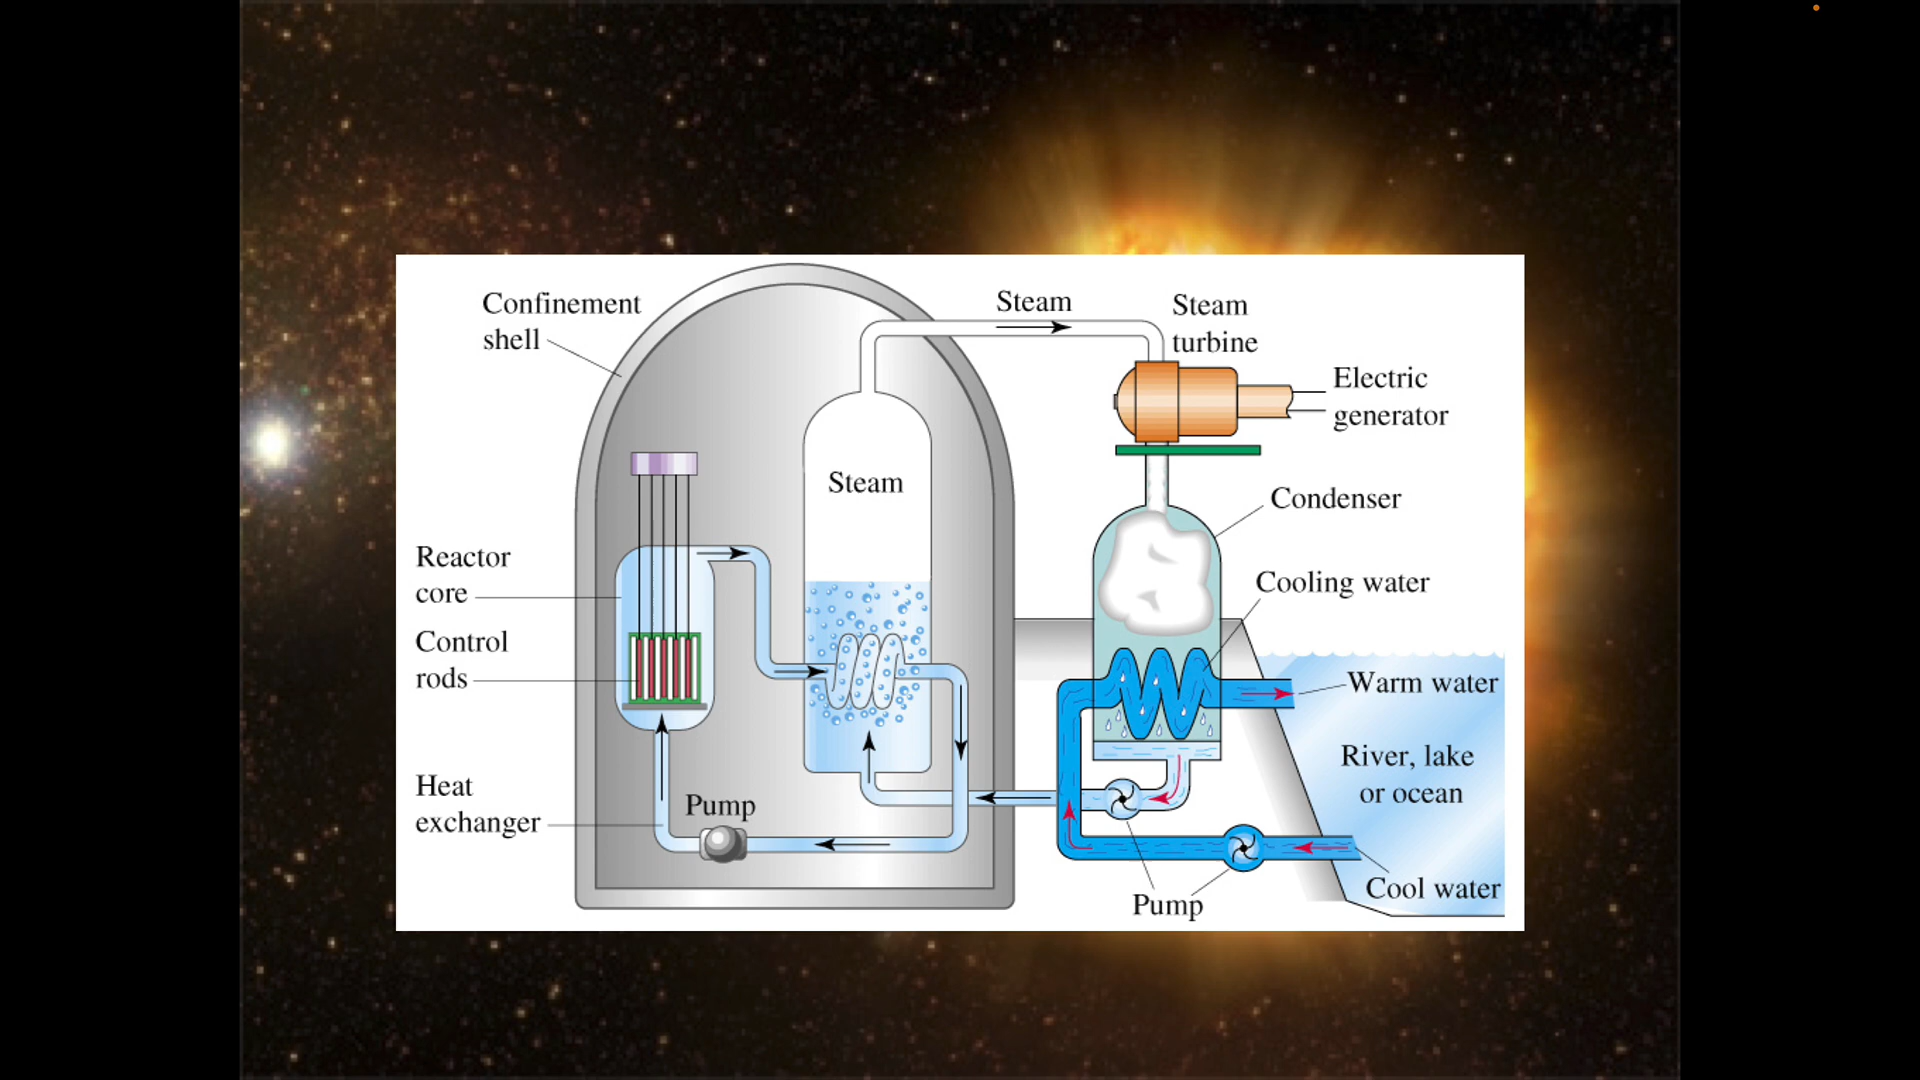 Confinement
shell
Steam
Steam
turbine
Electric
generator
Steam
Condenser
Reactor
core
Cooling water
Control
rods
Warm water
River, lake
or ocean
Heat
exchanger
Pump
Cool water
Pump